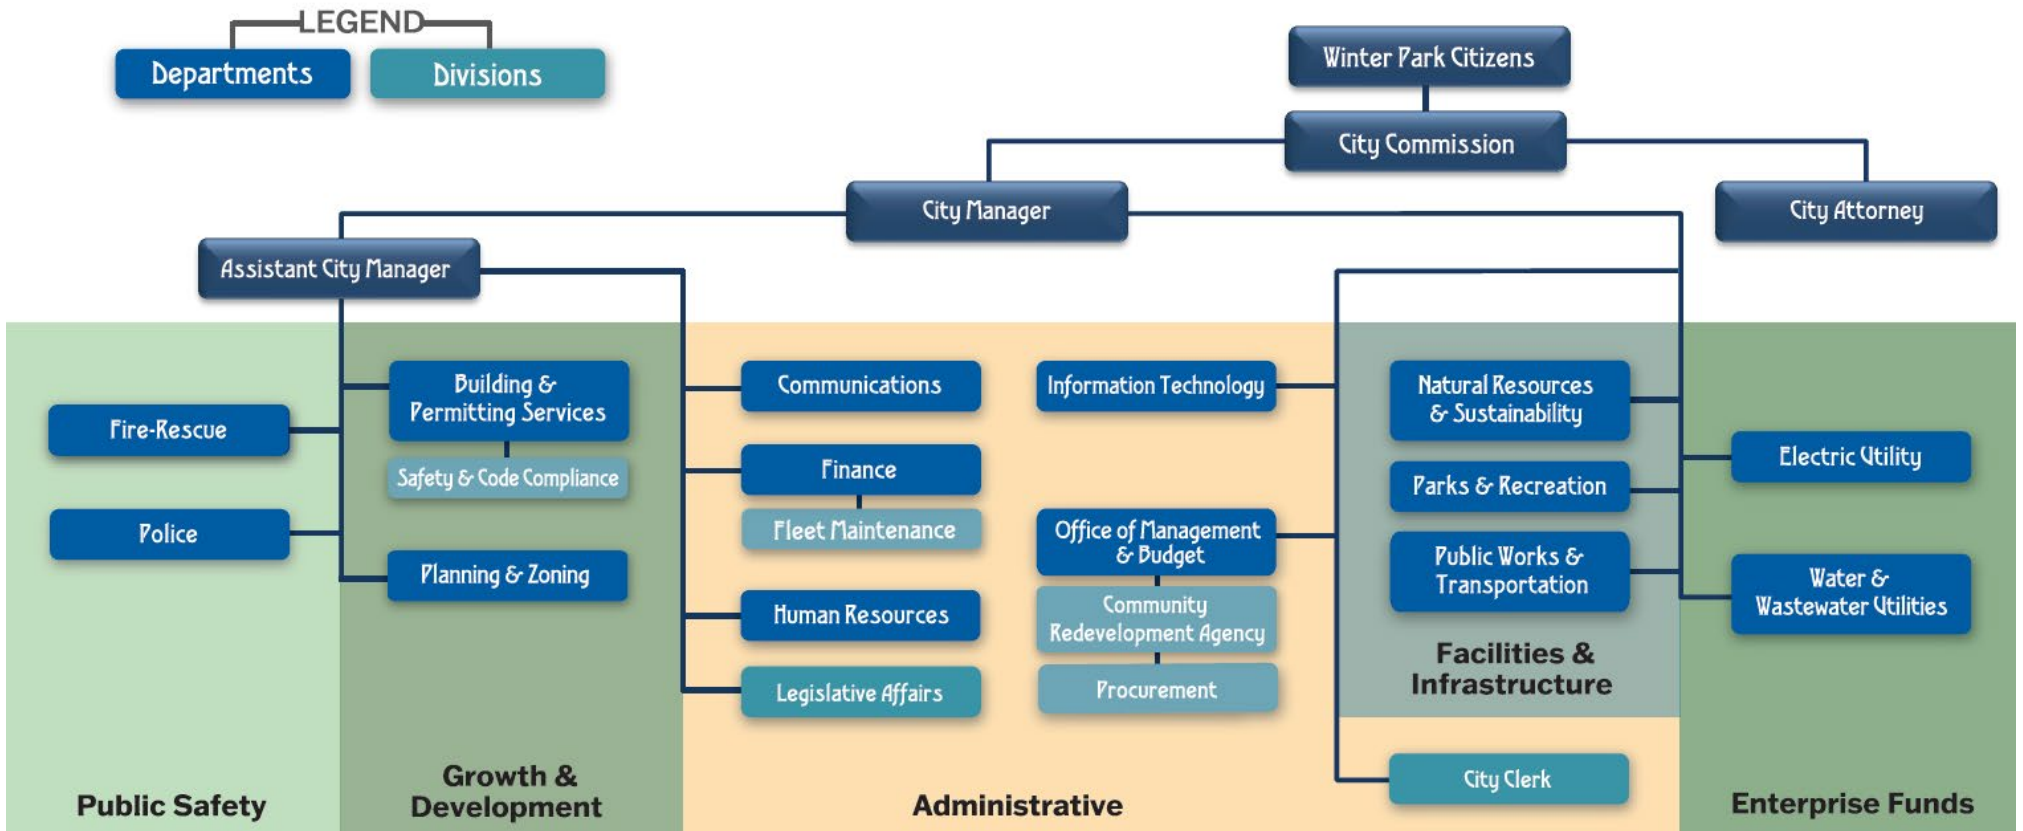 LEGEND
Departments
Divisions
Winter Park Citizens
City Commission
City Manager
City Attorney
Assistant City Manager
Fire-Rescue
Police
Public Safety
Building &
Permitting Services
Safety & Code Compliance
Planning & Zoning
Growth &
Development
Communications
Finance
Fleet Maintenance
Human Resources
Legislative Affairs
Information Technology
Office of Management
& Budget
Community
Redevelopment Agency
Procurement
Administrative
Natural Resources
& Sustainability
Parks & Recreation
Public Works &
Transportation
Facilities &
Infrastructure
City Clerk
Electric Utility
Water &
Wastewater Utilities
Enterprise Funds